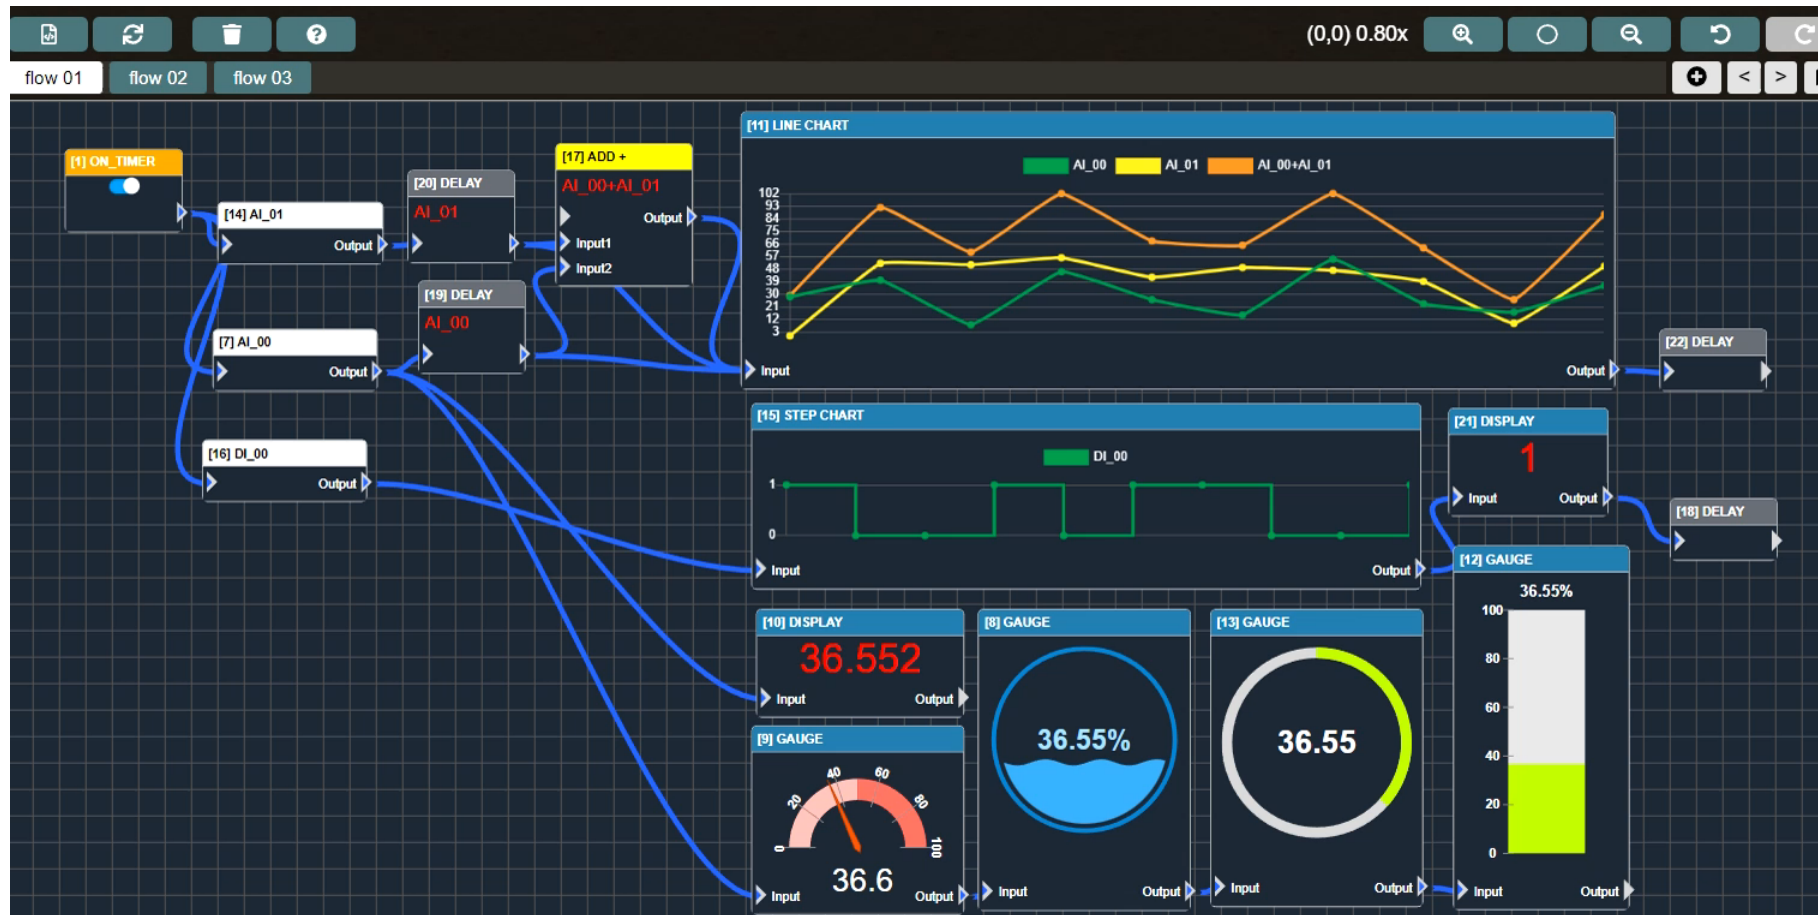 (0,0) 0.80x
flow 01
flow 02
flow 03
< >
[1] ON_TIMER
[14] AI_01
Output
[20] DELAY
AI_01
[17] ADD +
AI_00+AI_01
Output
Input1
Input2
[19] DELAY
AI_00
[7] AI_00
Output
[16] DI_00
Output
[11] LINE CHART
AI_00 AI_01 AI_00+AI_01
102
93
84
75
66
57
48
39
30
21
12
3
Input
Output
[22] DELAY
[15] STEP CHART
DI_00
1
0
Input
Output
[21] DISPLAY
1
Input
Output
[18] DELAY
[10] DISPLAY
36.552
Input
Output
[9] GAUGE
0 20 40 60 80 100
36.6
Input
Output
[8] GAUGE
36.55%
Input
Output
[13] GAUGE
36.55
Input
Output
[12] GAUGE
36.55%
100
80
60
40
20
0
Input
Output